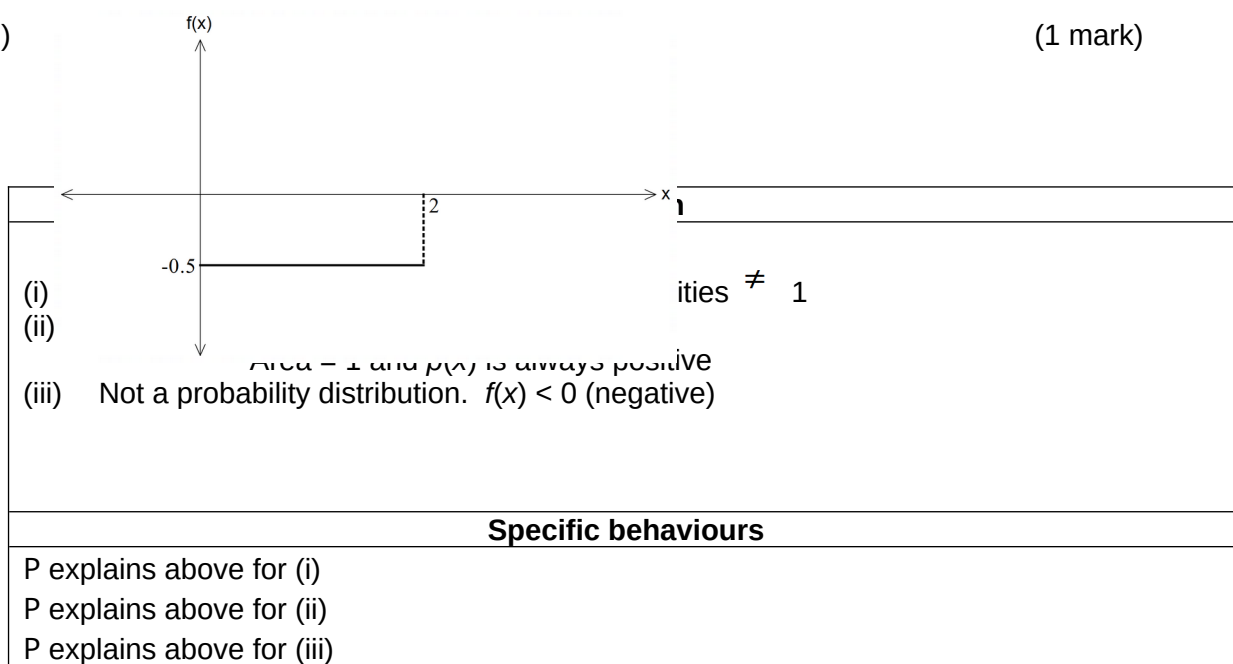 f(x)
) (1 mark)
x
2
-0.5
(i) ities ≠ 1
(ii)
Area = 1 and p(x) is always positive
(iii) Not a probability distribution. f(x) < 0 (negative)
Specific behaviours
P explains above for (i)
P explains above for (ii)
P explains above for (iii)